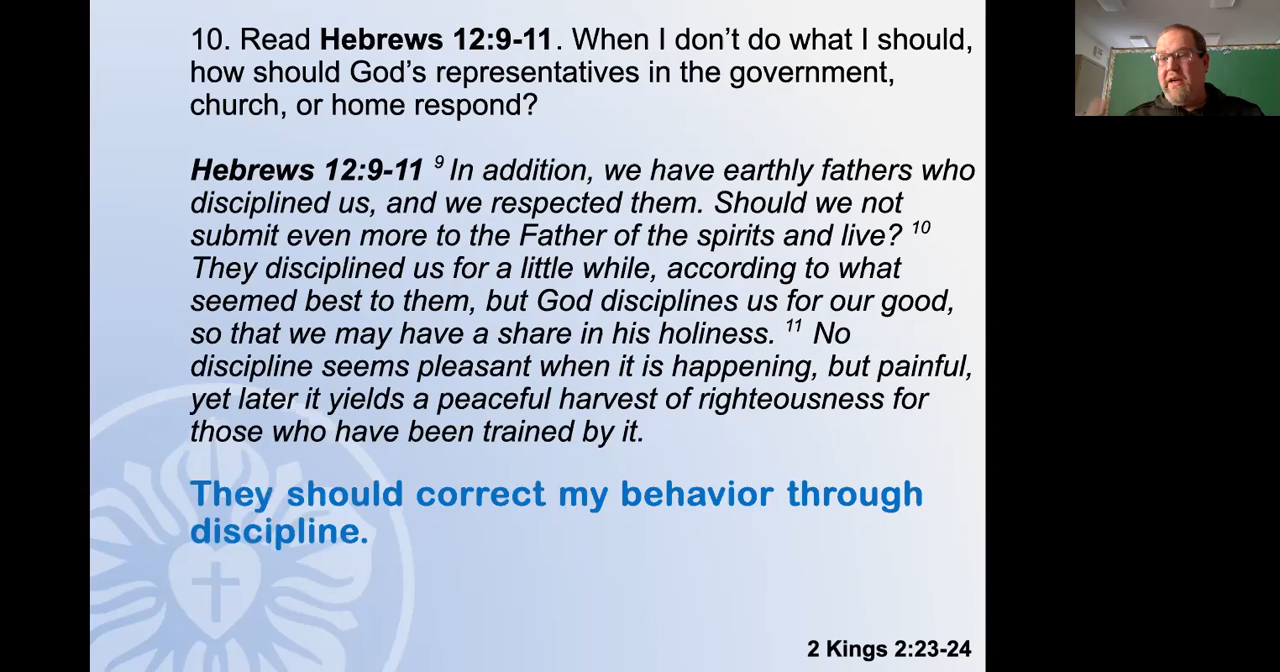 10. Read Hebrews 12:9-11. When I don’t do what I should,
how should God’s representatives in the government,
church, or home respond?
Hebrews 12:9-11 ⁹ In addition, we have earthly fathers who
disciplined us, and we respected them. Should we not
submit even more to the Father of the spirits and live? ¹⁰
They disciplined us for a little while, according to what
seemed best to them, but God disciplines us for our good,
so that we may have a share in his holiness. ¹¹ No
discipline seems pleasant when it is happening, but painful,
yet later it yields a peaceful harvest of righteousness for
those who have been trained by it.
They should correct my behavior through
discipline.
2 Kings 2:23-24